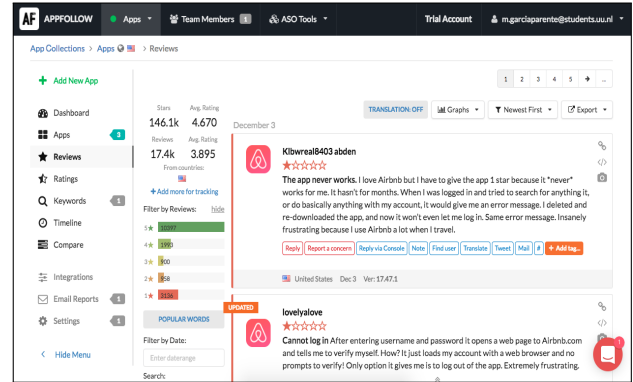 AF APPFOLLOW
Apps
Team Members 1
ASO Tools
Trial Account
m.garciaparente@students.uu.nl
App Collections > Apps > Reviews
+ Add New App
Dashboard
Apps 3
Reviews
Ratings
Keywords 1
Timeline
Compare
Integrations
Email Reports 1
Settings 1
Hide Menu
Stars Avg. Rating
146.1k 4.670
Reviews Avg. Rating
17.4k 3.895
From countries:
+ Add more for tracking
Filter by Reviews: hide
5★ 10397
4★ 1993
3★ 900
2★ 958
1★ 3136
POPULAR WORDS
Filter by Date:
Enter daterange
Search:
1 2 3 4 5 → ...
TRANSLATION: OFF
Graphs
Newest First
Export
December 3
Klbwreal8403 abden
The app never works. I love Airbnb but I have to give the app 1 star because it *never*
works for me. It hasn't for months. When I was logged in and tried to search for anything it,
or do basically anything with my account, it would give me an error message. I deleted and
re-downloaded the app, and now it won't even let me log in. Same error message. Insanely
frustrating because I use Airbnb a lot when I travel.
Reply Report a concern Reply via Console Note Find user Translate Tweet Mail # + Add tag...
United States Dec 3 Ver: 17.47.1
UPDATED
lovelyalove
Cannot log in After entering username and password it opens a web page to Airbnb.com
and tells me to verify myself. How? It just loads my account with a web browser and no
prompts to verify! Only option it gives me is to log out of the app. Extremely frustrating.
1